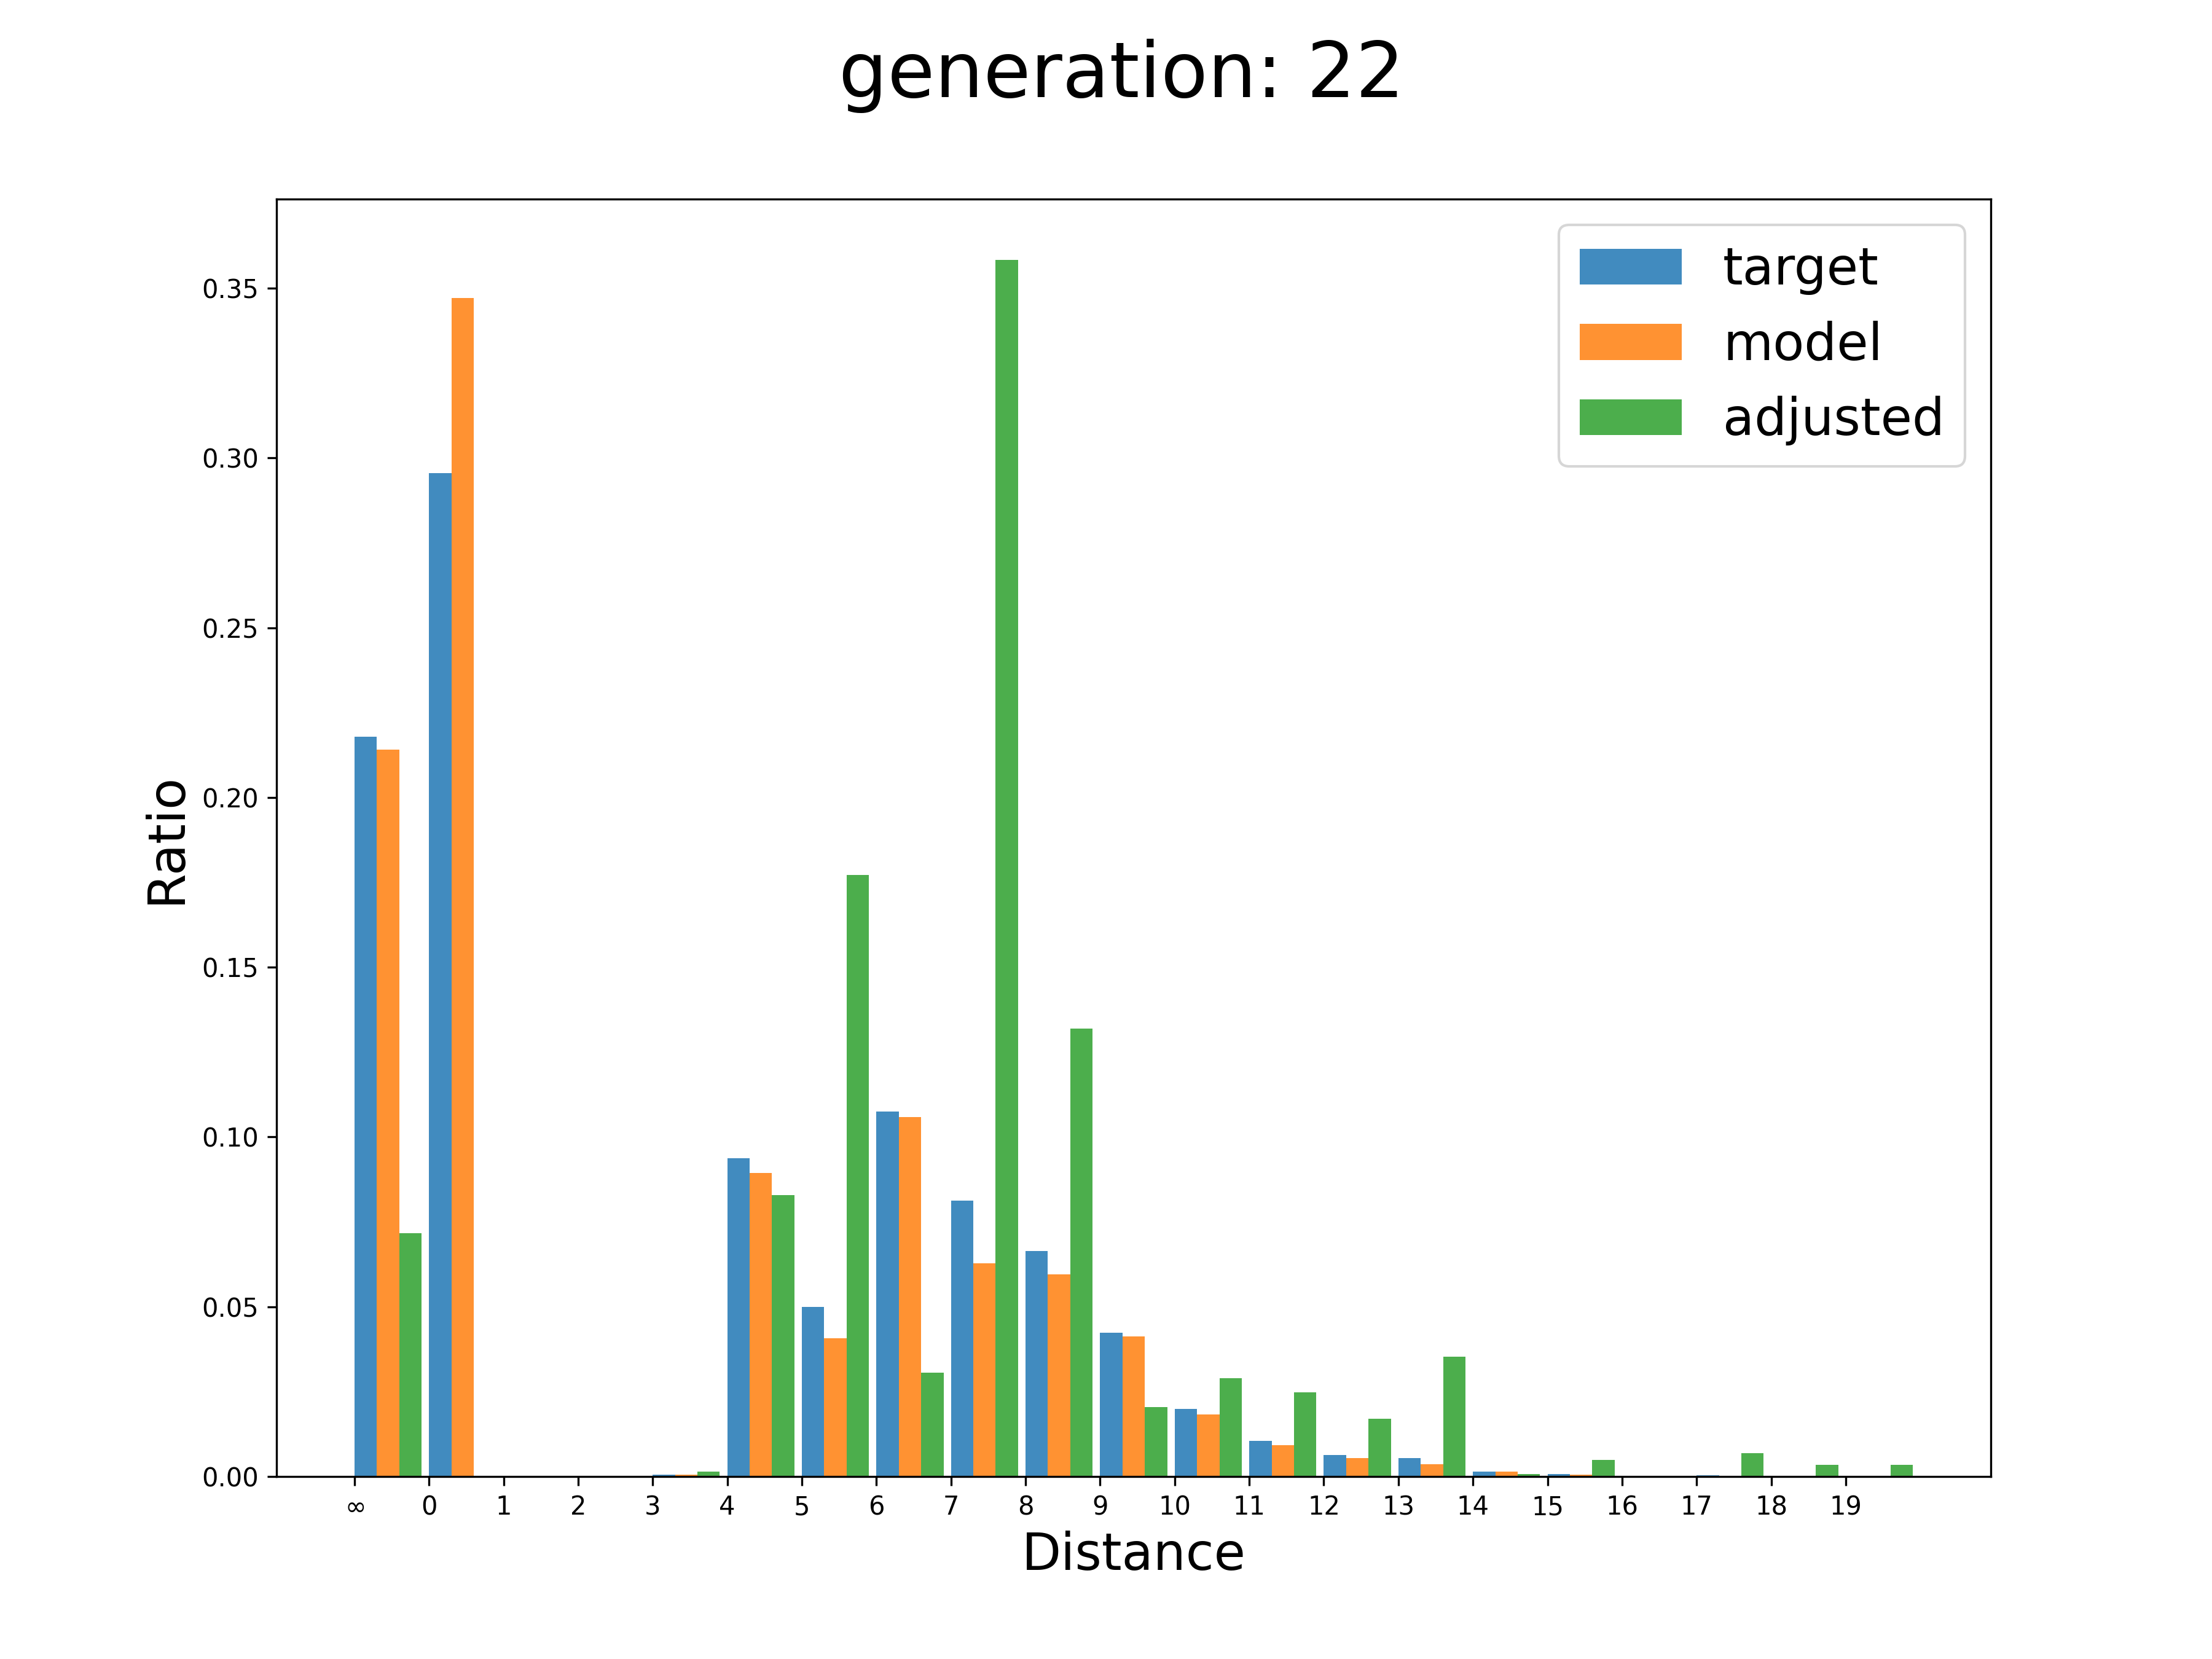 generation: 22
target
model
adjusted
Ratio
0.35
0.30
0.25
0.20
0.15
0.10
0.05
0.00
∞ 0 1 2 3 4 5 6 7 8 9 10 11 12 13 14 15 16 17 18 19
Distance